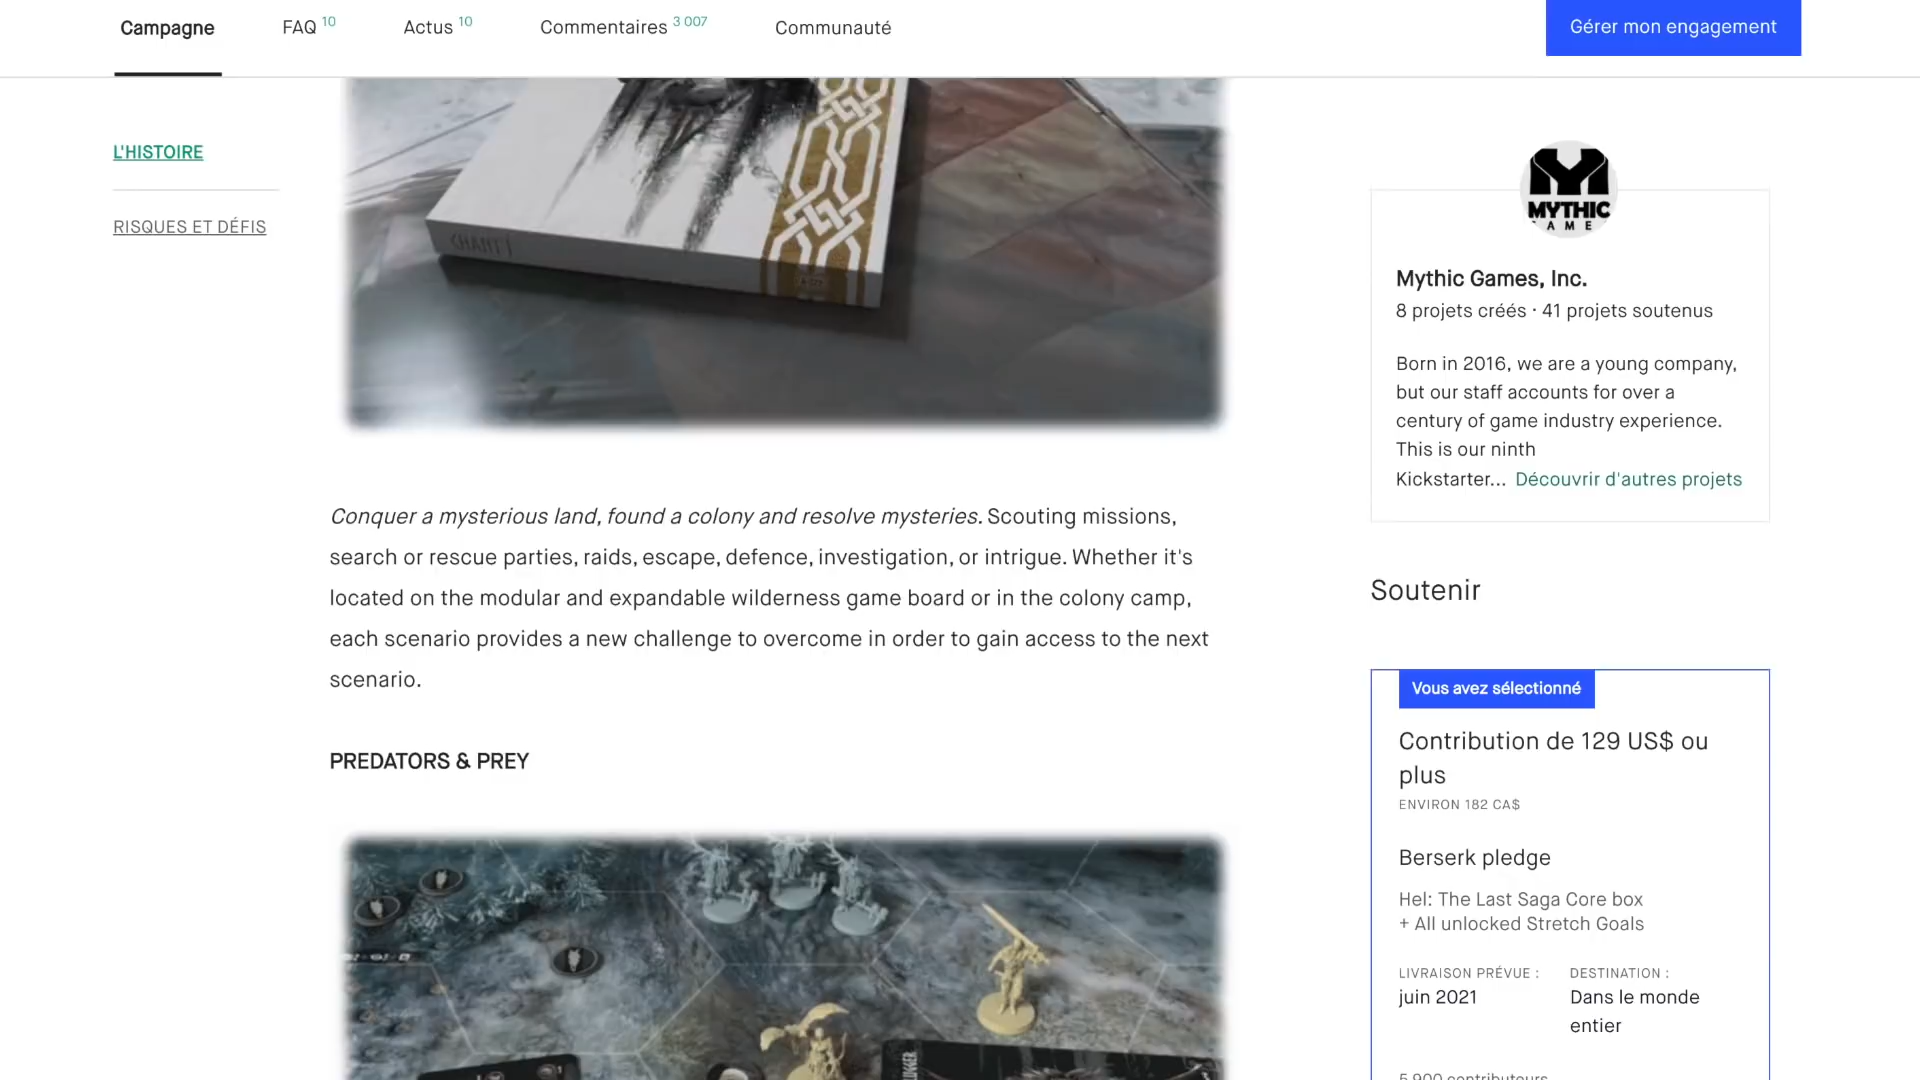 Campagne
FAQ 10
Actus 10
Commentaires 3 007
Communauté
Gérer mon engagement
L'HISTOIRE
RISQUES ET DÉFIS
CHANT I
MYTHIC
GAME
Mythic Games, Inc.
8 projets créés · 41 projets soutenus
Born in 2016, we are a young company,
but our staff accounts for over a
century of game industry experience.
This is our ninth
Kickstarter... Découvrir d'autres projets
Conquer a mysterious land, found a colony and resolve mysteries. Scouting missions,
search or rescue parties, raids, escape, defence, investigation, or intrigue. Whether it's
located on the modular and expandable wilderness game board or in the colony camp,
each scenario provides a new challenge to overcome in order to gain access to the next
scenario.
PREDATORS & PREY
Soutenir
Vous avez sélectionné
Contribution de 129 US$ ou
plus
ENVIRON 182 CA$
Berserk pledge
Hel: The Last Saga Core box
+ All unlocked Stretch Goals
LIVRAISON PRÉVUE :
juin 2021
DESTINATION :
Dans le monde
entier
5 900 contributeurs